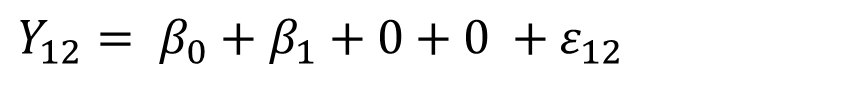 Y₁₂ = β₀ + β₁ + 0 + 0 + ε₁₂